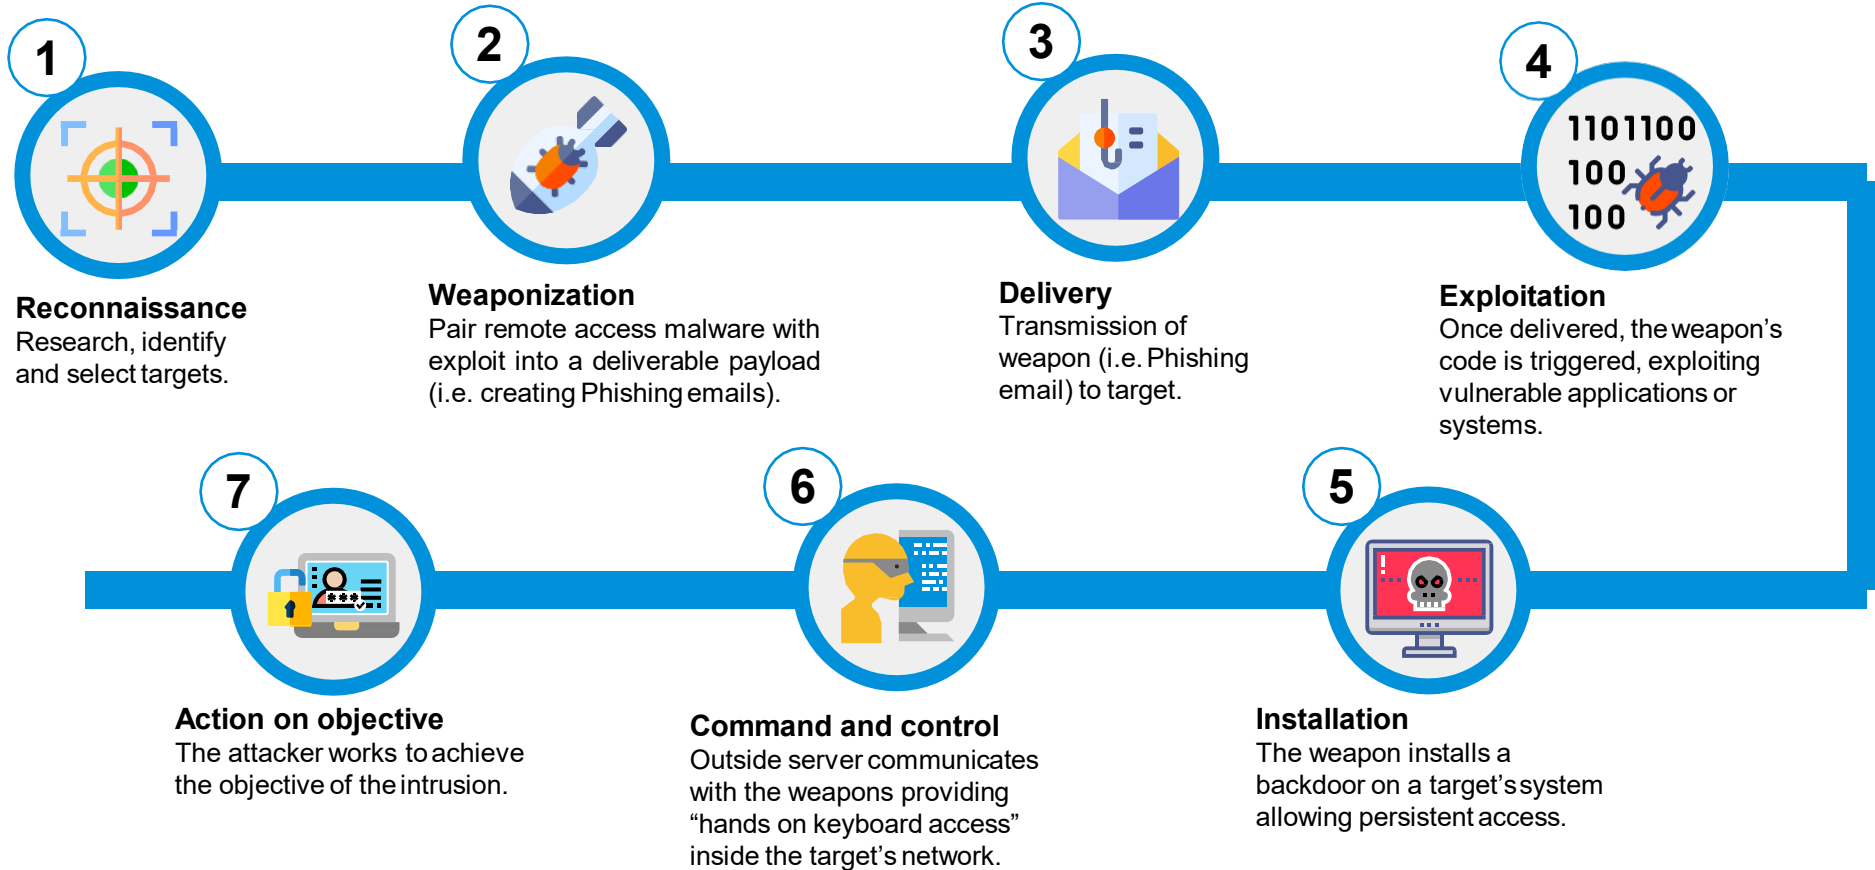 1
Reconnaissance
Research, identify
and select targets.
2
Weaponization
Pair remote access malware with
exploit into a deliverable payload
(i.e. creating Phishing emails).
3
Delivery
Transmission of
weapon (i.e. Phishing
email) to target.
4
1101100
100
100
Exploitation
Once delivered, the weapon’s
code is triggered, exploiting
vulnerable applications or
systems.
5
!
Installation
The weapon installs a
backdoor on a target’s system
allowing persistent access.
6
Command and control
Outside server communicates
with the weapons providing
“hands on keyboard access”
inside the target’s network.
7
***
Action on objective
The attacker works to achieve
the objective of the intrusion.